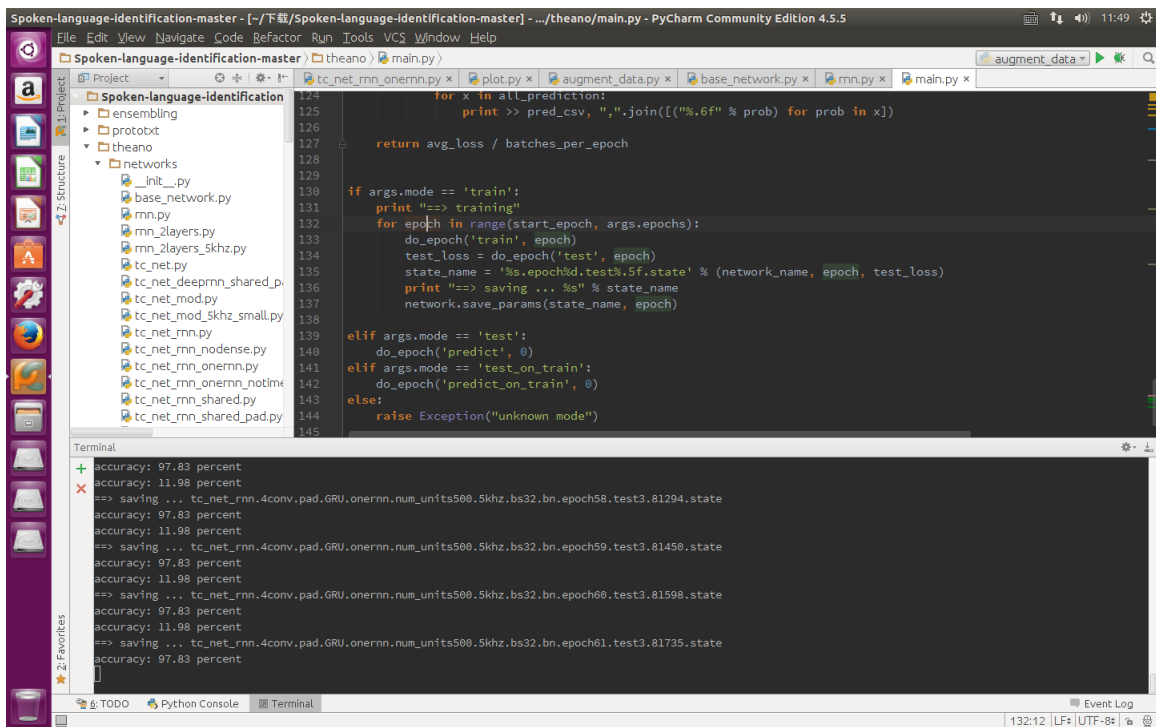 Spoken-language-identification-master - [~/下载/Spoken-language-identification-master] - .../theano/main.py - PyCharm Community Edition 4.5.5
11:49
File Edit View Navigate Code Refactor Run Tools VCS Window Help
Spoken-language-identification-master theano main.py
augment_data
Project
tc_net_rnn_onernn.py × plot.py × augment_data.py × base_network.py × rnn.py × main.py ×
1: Project
Z: Structure
2: Favorites
Spoken-language-identification
ensembling
prototxt
theano
networks
__init__.py
base_network.py
rnn.py
rnn_2layers.py
rnn_2layers_5khz.py
tc_net.py
tc_net_deeprnn_shared_p
tc_net_mod.py
tc_net_mod_5khz_small.py
tc_net_rnn.py
tc_net_rnn_nodense.py
tc_net_rnn_onernn.py
tc_net_rnn_onernn_notime
tc_net_rnn_shared.py
tc_net_rnn_shared_pad.py
124 for x in all_prediction:
125 print >> pred_csv, ",".join([("%.6f" % prob) for prob in x])
126
127 return avg_loss / batches_per_epoch
128
129
130 if args.mode == 'train':
131 print "==> training"
132 for epoch in range(start_epoch, args.epochs):
133 do_epoch('train', epoch)
134 test_loss = do_epoch('test', epoch)
135 state_name = '%s.epoch%d.test%.5f.state' % (network_name, epoch, test_loss)
136 print "==> saving ... %s" % state_name
137 network.save_params(state_name, epoch)
138
139 elif args.mode == 'test':
140 do_epoch('predict', 0)
141 elif args.mode == 'test_on_train':
142 do_epoch('predict_on_train', 0)
143 else:
144 raise Exception("unknown mode")
145
Terminal
accuracy: 97.83 percent
accuracy: 11.98 percent
==> saving ... tc_net_rnn.4conv.pad.GRU.onernn.num_units500.5khz.bs32.bn.epoch58.test3.81294.state
accuracy: 97.83 percent
accuracy: 11.98 percent
==> saving ... tc_net_rnn.4conv.pad.GRU.onernn.num_units500.5khz.bs32.bn.epoch59.test3.81450.state
accuracy: 97.83 percent
accuracy: 11.98 percent
==> saving ... tc_net_rnn.4conv.pad.GRU.onernn.num_units500.5khz.bs32.bn.epoch60.test3.81598.state
accuracy: 97.83 percent
accuracy: 11.98 percent
==> saving ... tc_net_rnn.4conv.pad.GRU.onernn.num_units500.5khz.bs32.bn.epoch61.test3.81735.state
accuracy: 97.83 percent
6: TODO Python Console Terminal Event Log
132:12 LF÷ UTF-8÷